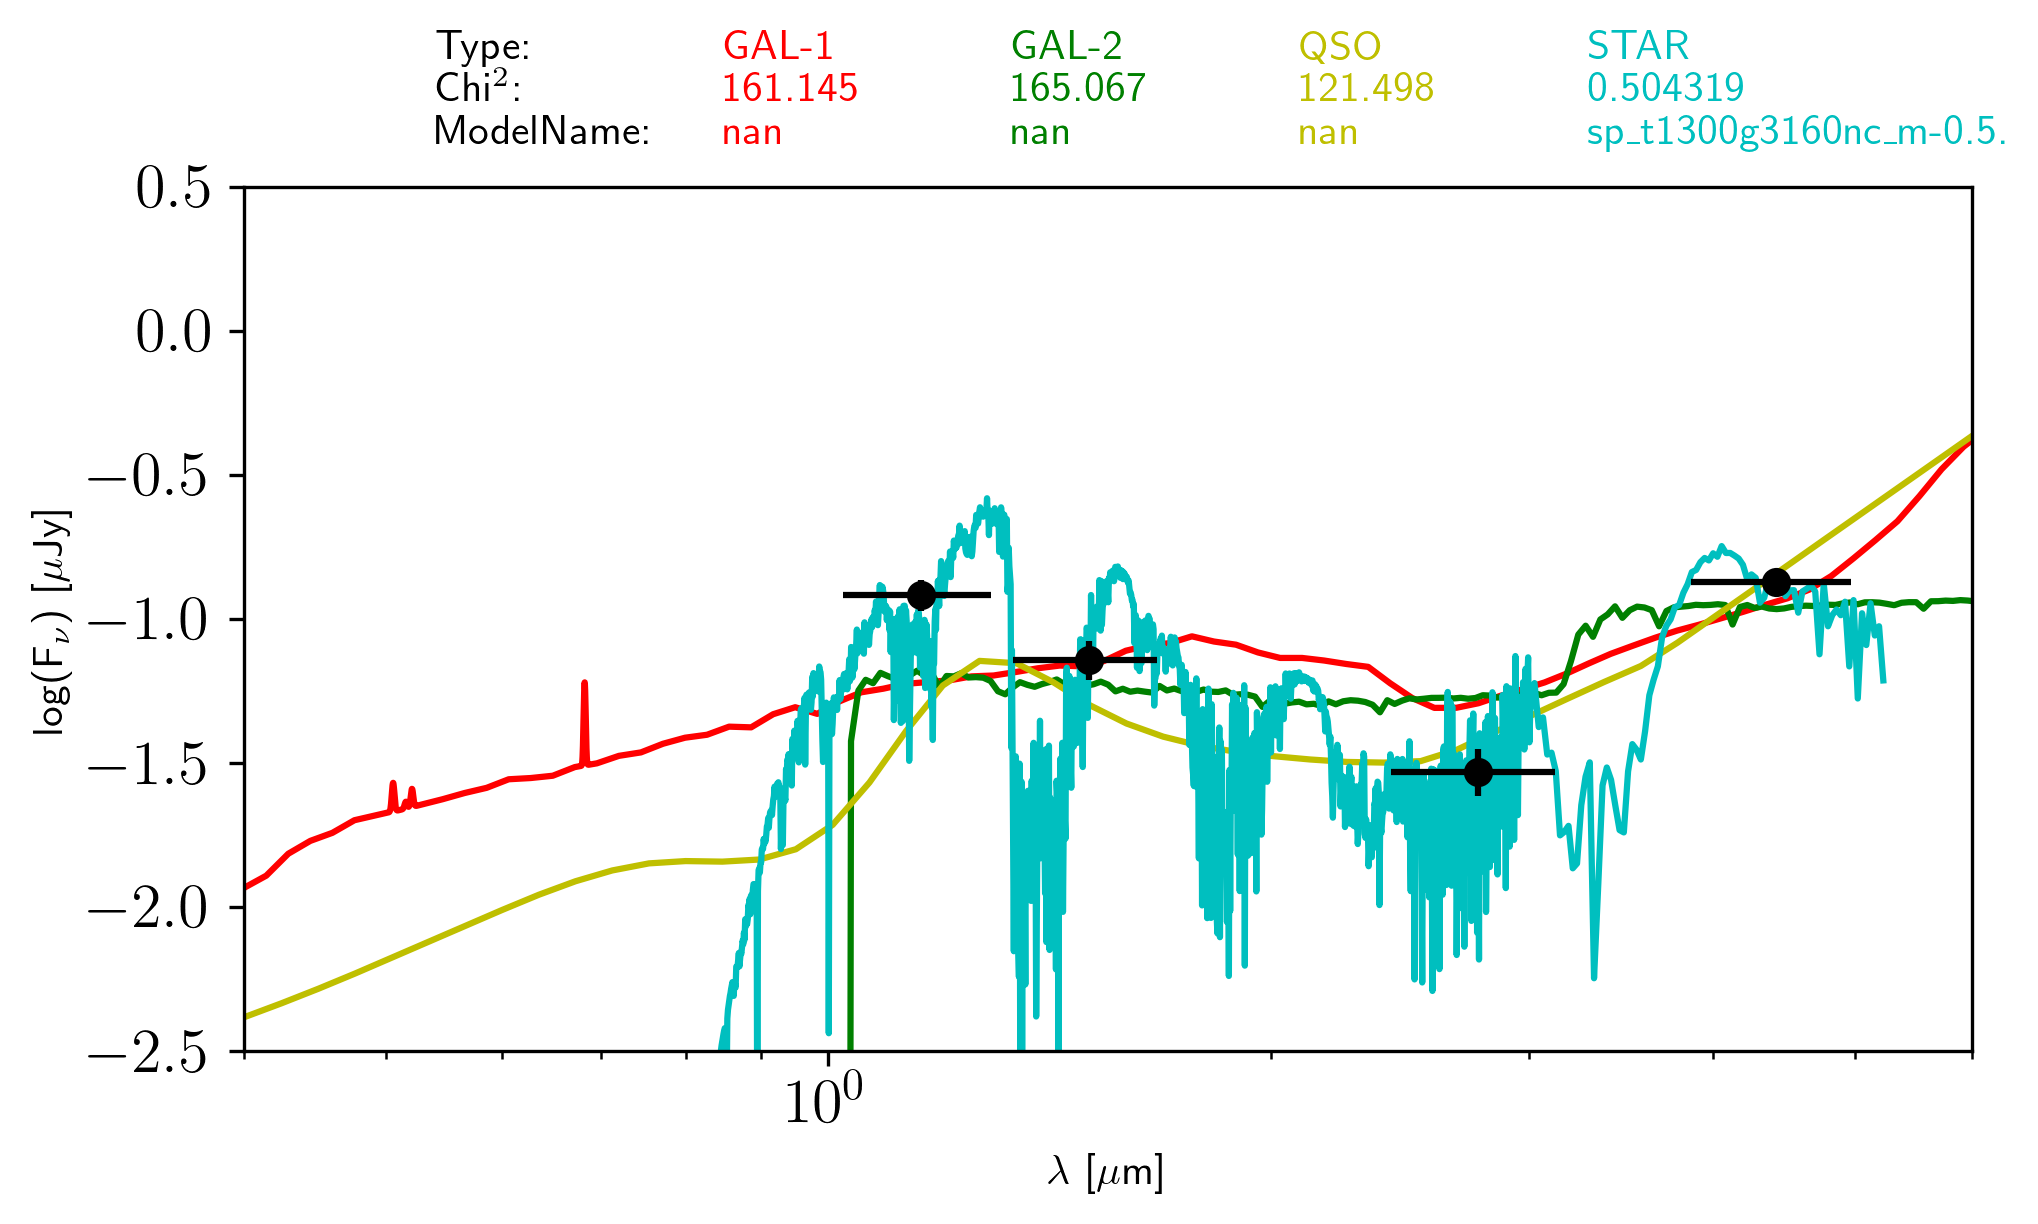 Type: GAL-1 GAL-2 QSO STAR
Chi²: 161.145 165.067 121.498 0.504319
ModelName: nan nan nan sp_t1300g3160nc_m-0.5.
0.5
0.0
−0.5
−1.0
−1.5
−2.0
−2.5
log(Fν) [μJy]
10⁰
λ [μm]